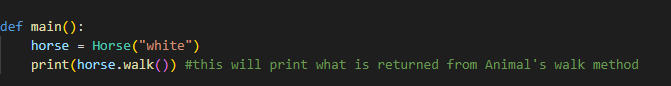 def main():
    horse = Horse("white")
    print(horse.walk()) #this will print what is returned from Animal's walk method